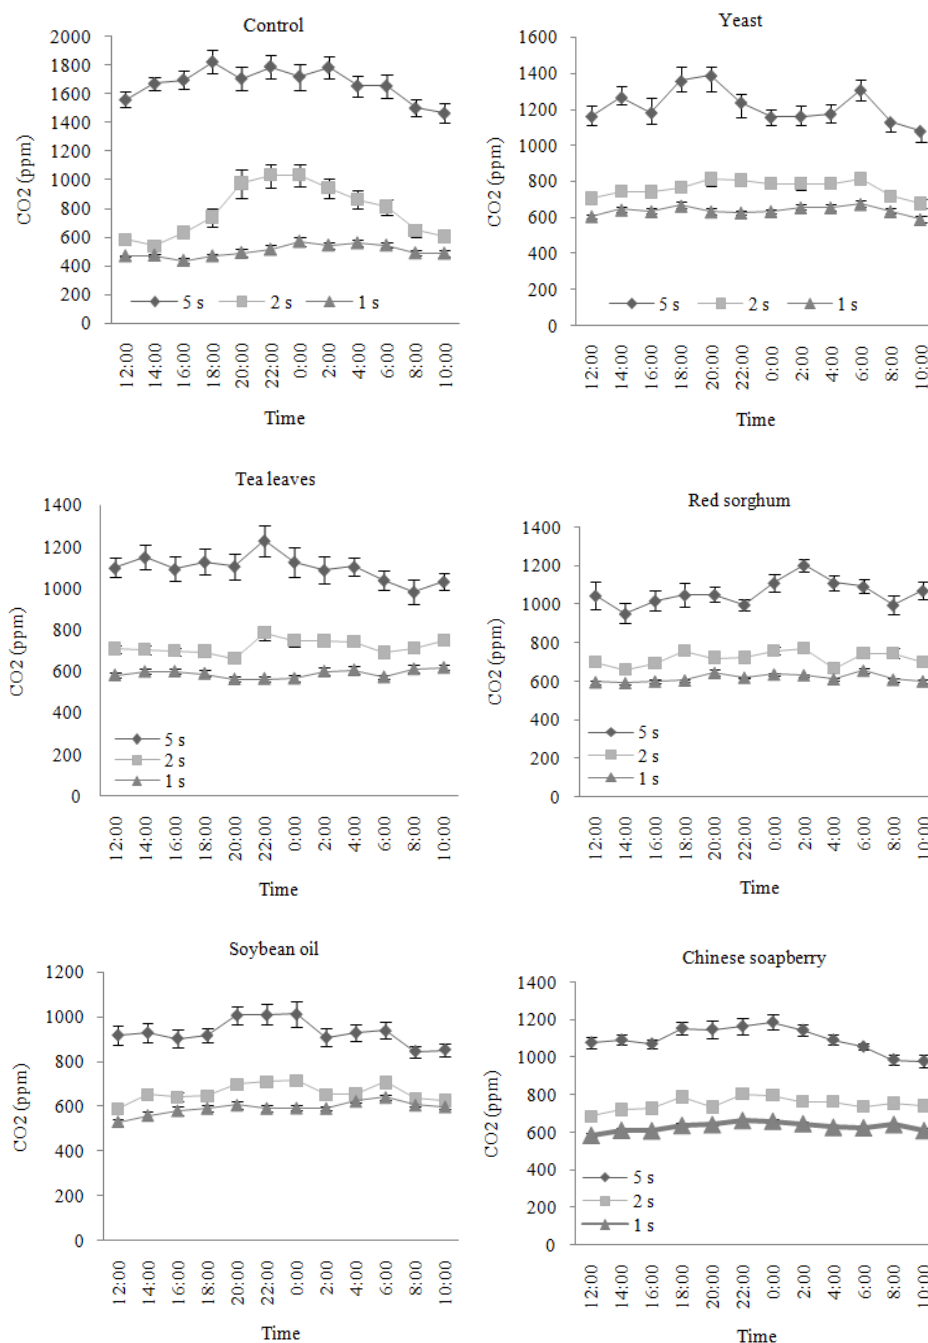 Control
2000
1800
1600
1400
1200
1000
800
600
400
200
0
CO2 (ppm)
5 s 2 s 1 s
12:00 14:00 16:00 18:00 20:00 22:00 0:00 2:00 4:00 6:00 8:00 10:00
Time
Yeast
1600
1400
1200
1000
800
600
400
200
0
CO2 (ppm)
5 s 2 s 1 s
12:00 14:00 16:00 18:00 20:00 22:00 0:00 2:00 4:00 6:00 8:00 10:00
Time
Tea leaves
1400
1200
1000
800
600
400
200
0
CO2 (ppm)
5 s
2 s
1 s
12:00 14:00 16:00 18:00 20:00 22:00 0:00 2:00 4:00 6:00 8:00 10:00
Time
Red sorghum
1400
1200
1000
800
600
400
200
0
CO2 (ppm)
5 s
2 s
1 s
12:00 14:00 16:00 18:00 20:00 22:00 0:00 2:00 4:00 6:00 8:00 10:00
Time
Soybean oil
1200
1000
800
600
400
200
0
CO2 (ppm)
12:00 14:00 16:00 18:00 20:00 22:00 0:00 2:00 4:00 6:00 8:00 10:00
Chinese soapberry
1400
1200
1000
800
600
400
200
0
CO2 (ppm)
5 s
2 s
1 s
12:00 14:00 16:00 18:00 20:00 22:00 0:00 2:00 4:00 6:00 8:00 10:00
Time